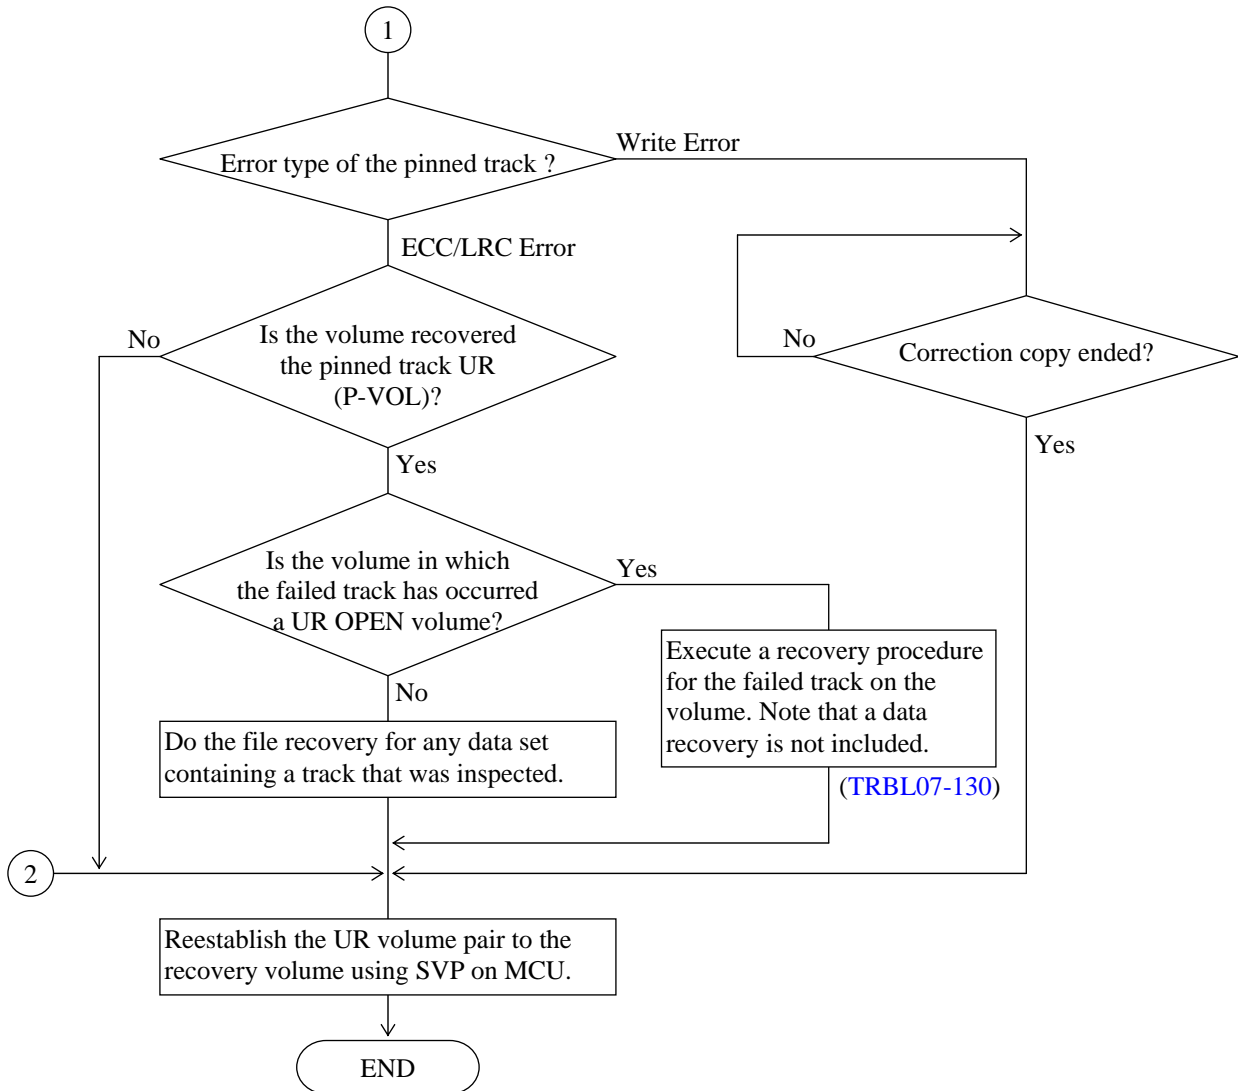 1
Error type of the pinned track ?
Write Error
ECC/LRC Error
No
Is the volume recovered
the pinned track UR
(P-VOL)?
Yes
No
Correction copy ended?
Yes
Is the volume in which
the failed track has occurred
a UR OPEN volume?
Yes
No
Execute a recovery procedure
for the failed track on the
volume. Note that a data
recovery is not included.
(TRBL07-130)
Do the file recovery for any data set
containing a track that was inspected.
2
Reestablish the UR volume pair to the
recovery volume using SVP on MCU.
END